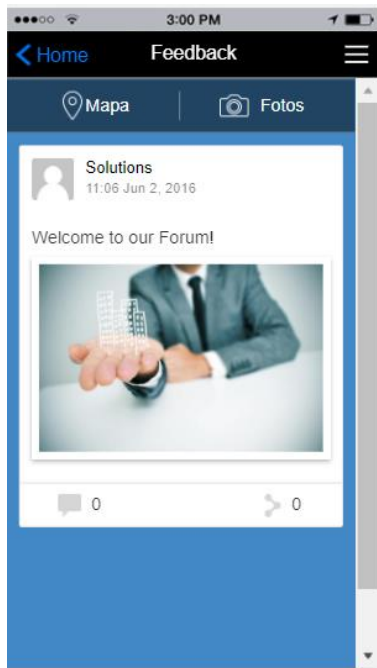 3:00 PM
Home Feedback
Mapa Fotos
Solutions
11:06 Jun 2, 2016
Welcome to our Forum!
0 0